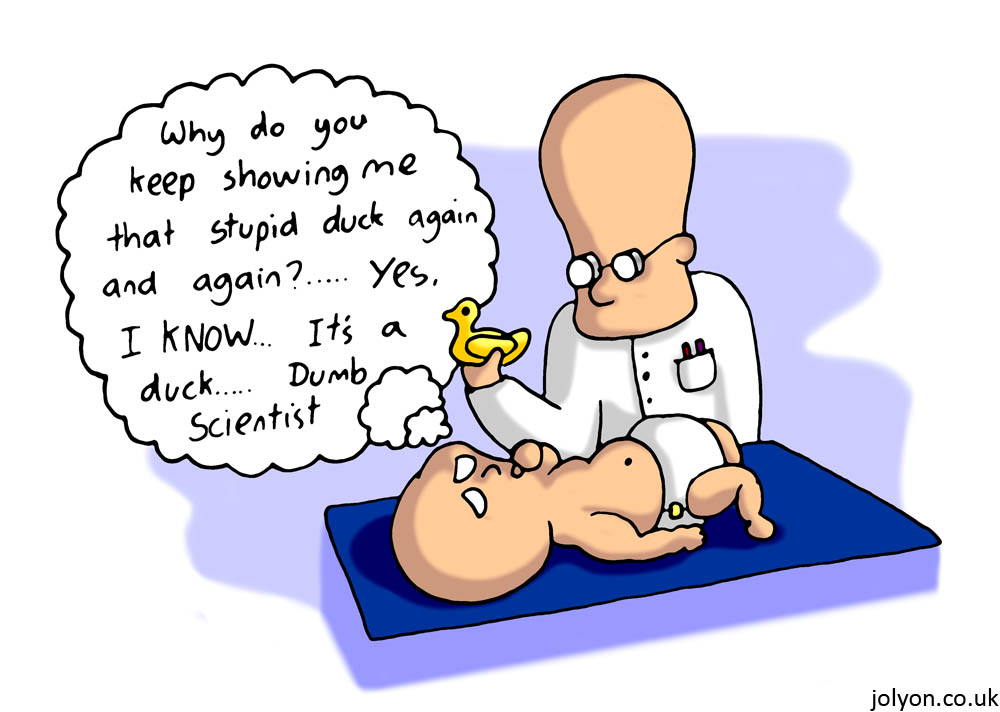 Why do you
keep showing me
that stupid duck again
and again?..... Yes,
I KNOW... It's a
duck..... Dumb
Scientist
jolyon.co.uk